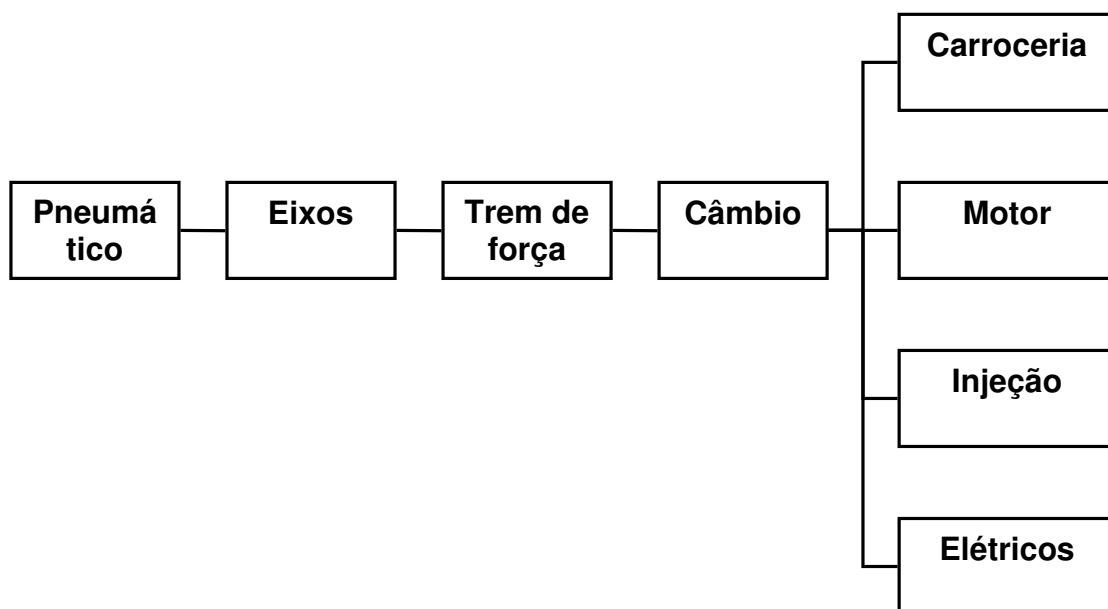 Carroceria
Pneumá
tico
Eixos
Trem de
força
Câmbio
Motor
Injeção
Elétricos